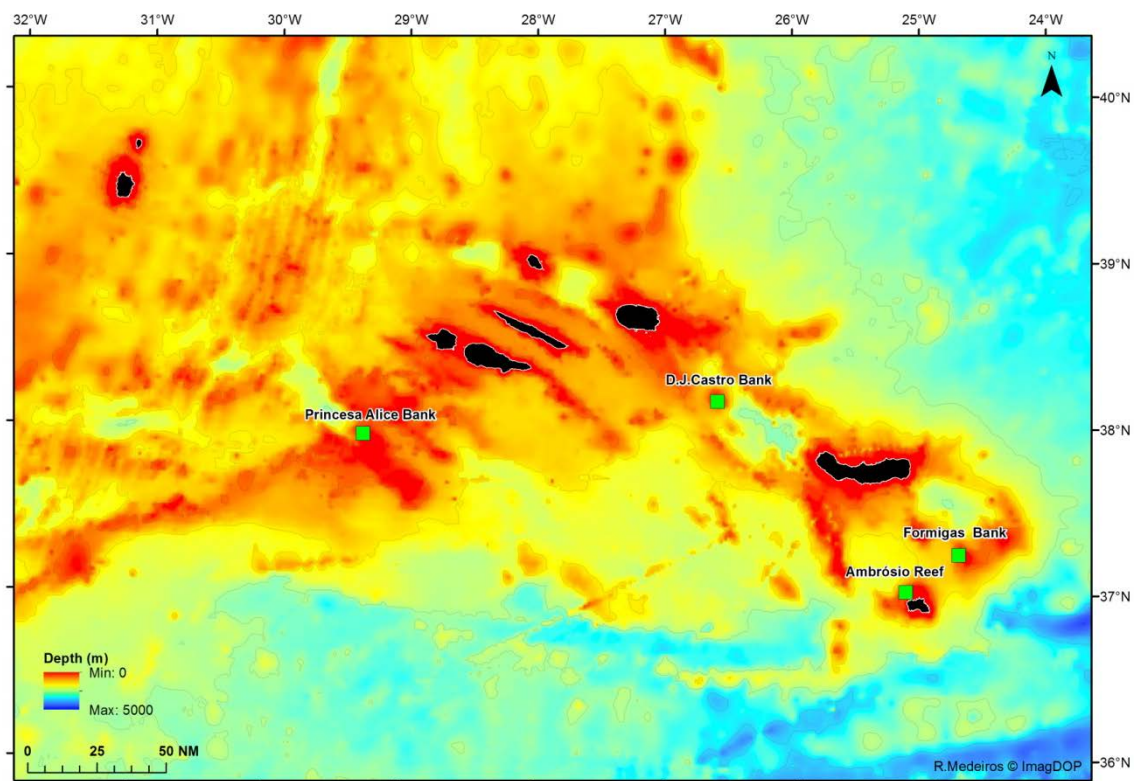 32°W 31°W 30°W 29°W 28°W 27°W 26°W 25°W 24°W
N
40°N
39°N
D.J.Castro Bank
Princesa Alice Bank
38°N
Formigas Bank
Ambrósio Reef
37°N
Depth (m)
Min: 0
Max: 5000
0 25 50 NM
R.Medeiros © ImagDOP
36°N